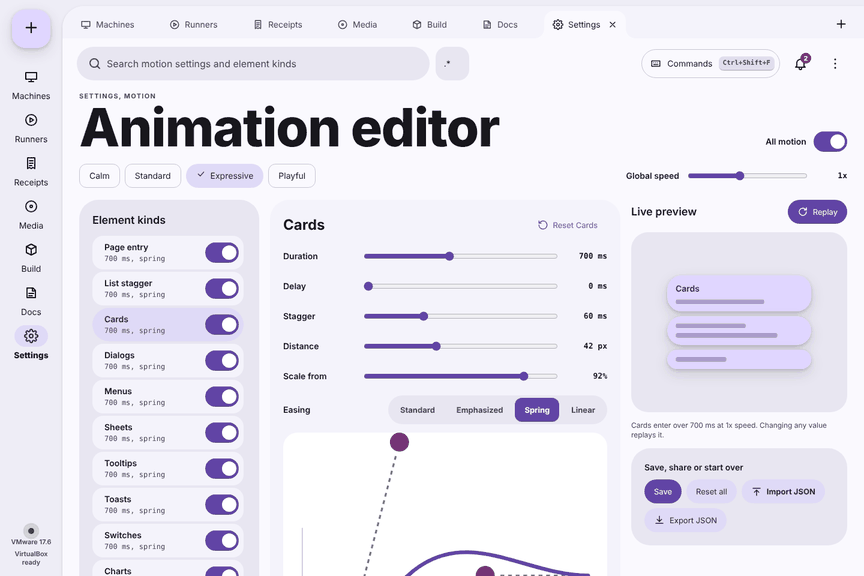 Machines
Runners
Receipts
Media
Build
Docs
Settings
Machines
Runners
Receipts
Media
Build
Docs
Settings
VMware 17.6
VirtualBox
ready
Search motion settings and element kinds
.*
Commands
Ctrl+Shift+F
2
SETTINGS, MOTION
Animation editor
All motion
Calm
Standard
Expressive
Playful
Global speed
1x
Element kinds
Page entry
700 ms, spring
List stagger
700 ms, spring
Cards
700 ms, spring
Dialogs
700 ms, spring
Menus
700 ms, spring
Sheets
700 ms, spring
Tooltips
700 ms, spring
Toasts
700 ms, spring
Switches
700 ms, spring
Charts
Cards
Reset Cards
Duration
700 ms
Delay
0 ms
Stagger
60 ms
Distance
42 px
Scale from
92%
Easing
Standard
Emphasized
Spring
Linear
Live preview
Replay
Cards
Cards enter over 700 ms at 1x speed. Changing any value
replays it.
Save, share or start over
Save
Reset all
Import JSON
Export JSON